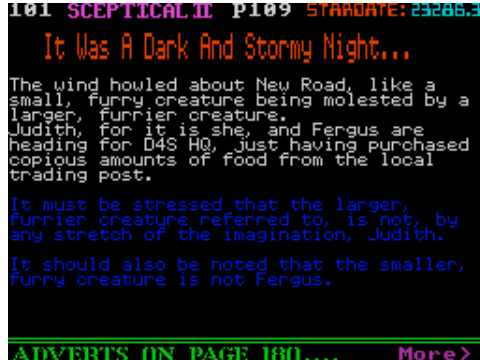 101 SCEPTICAL II P109 STARDATE: 23286.3
It Was A Dark And Stormy Night...
The wind howled about New Road, like a
small, furry creature being molested by a
larger, furrier creature.
Judith, for it is she, and Fergus are
heading for D4S HQ, just having purchased
copious amounts of food from the local
trading post.
It must be stressed that the larger,
furrier creature referred to, is not, by
any stretch of the imagination, Judith.
It should also be noted that the smaller,
furry creature is not Fergus.
ADVERTS ON PAGE 180.... More>